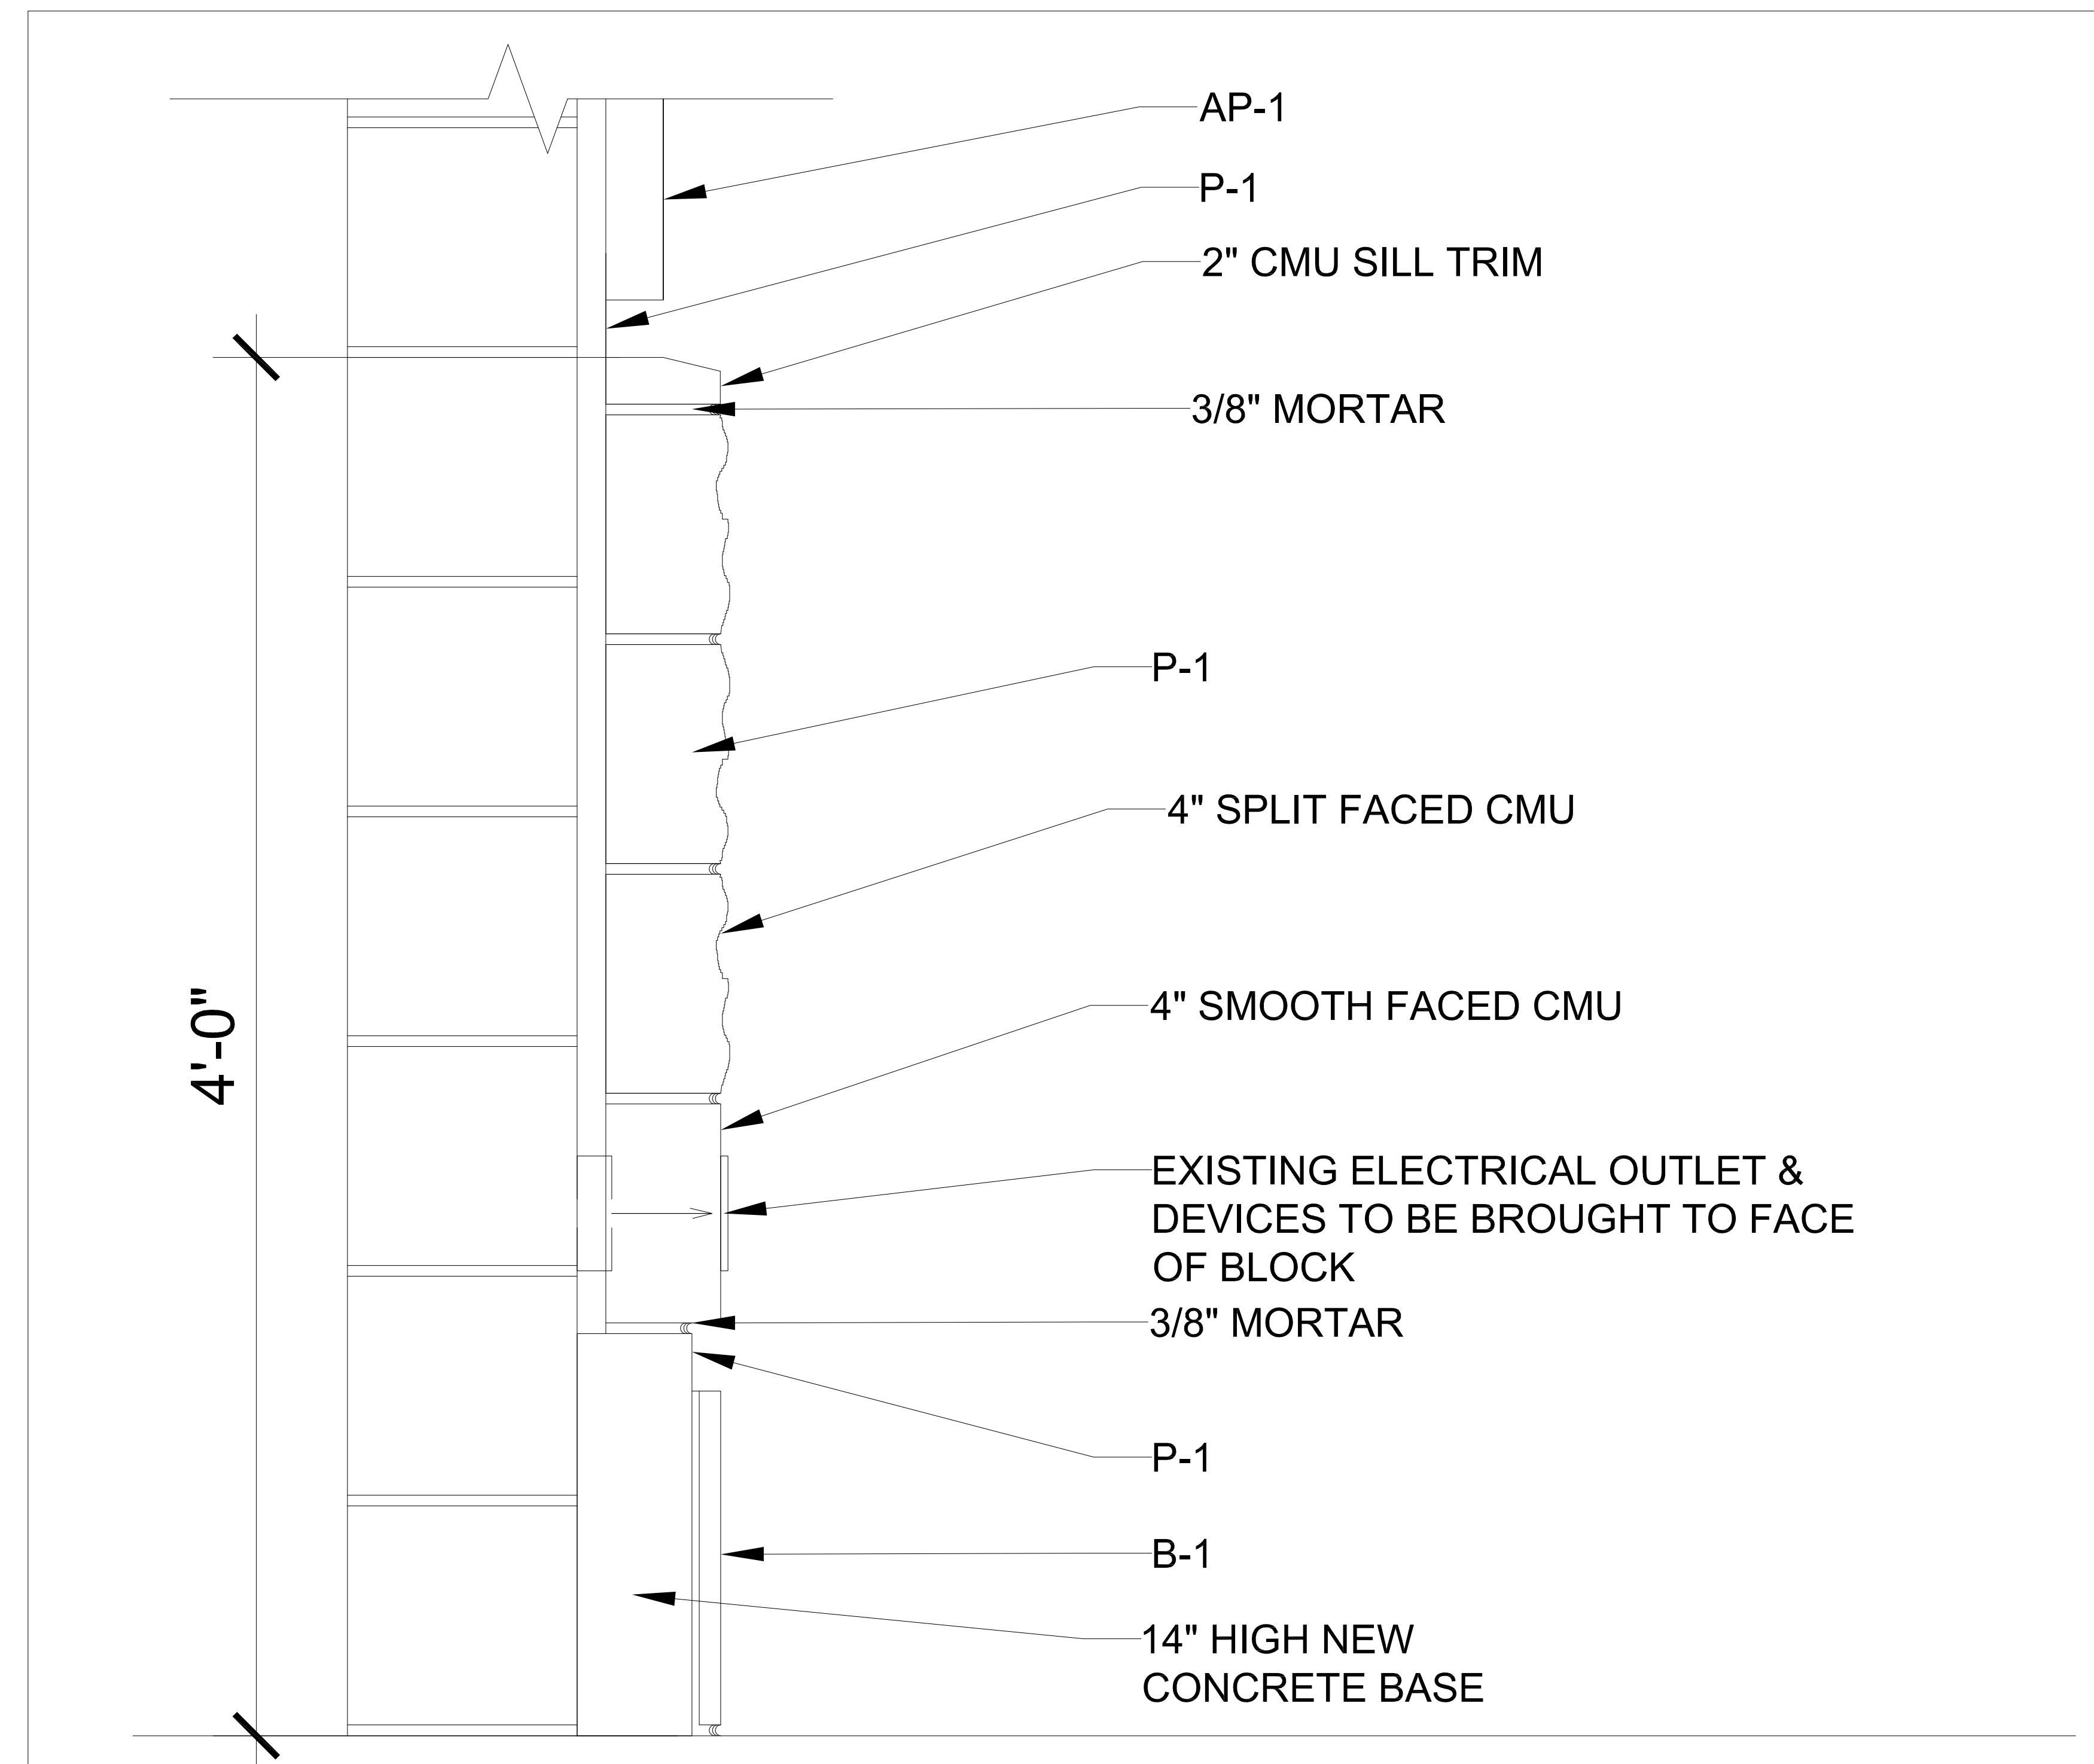 AP-1
P-1
2" CMU SILL TRIM
3/8" MORTAR
P-1
4" SPLIT FACED CMU
4" SMOOTH FACED CMU
4'-0"
EXISTING ELECTRICAL OUTLET &
DEVICES TO BE BROUGHT TO FACE
OF BLOCK
3/8" MORTAR
P-1
B-1
14" HIGH NEW
CONCRETE BASE